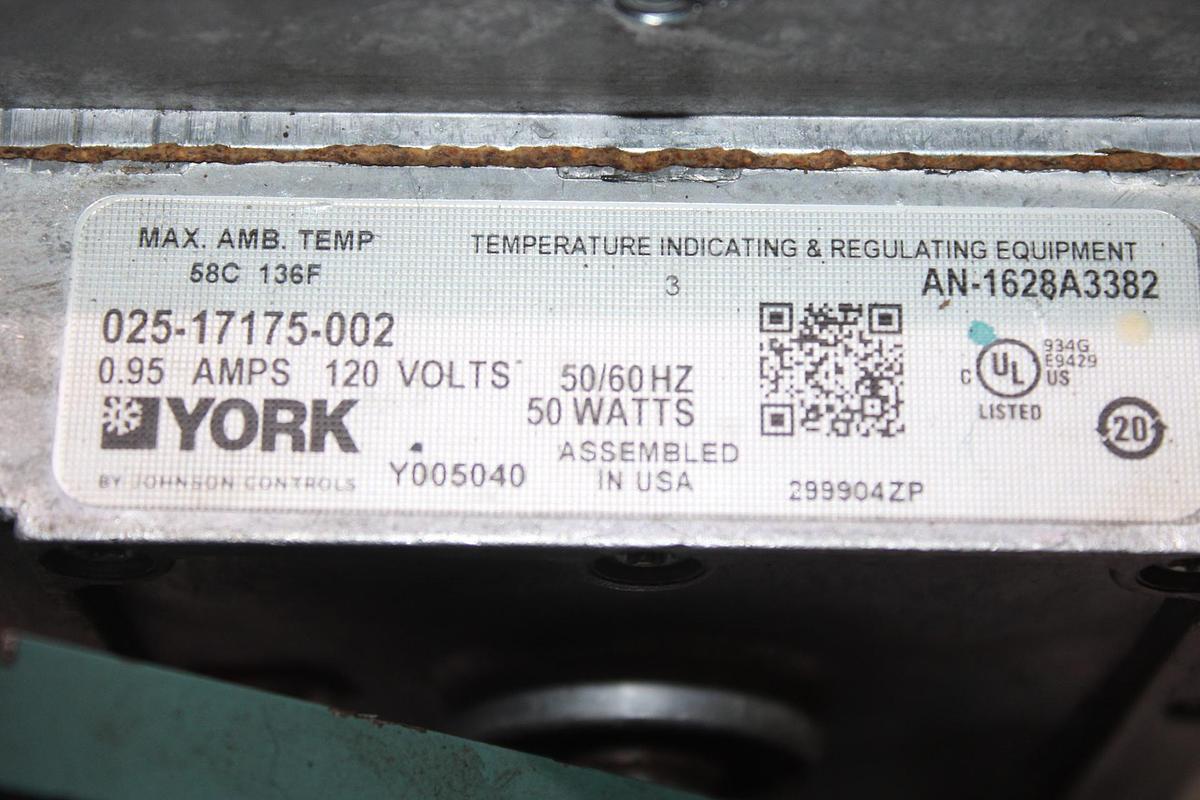 MAX. AMB. TEMP
58C 136F
TEMPERATURE INDICATING & REGULATING EQUIPMENT
3
AN-1628A3382
025-17175-002
0.95 AMPS 120 VOLTS 50/60 HZ
50 WATTS
YORK
BY JOHNSON CONTROLS
Y005040
ASSEMBLED
IN USA
299904ZP
C UL US
934G
E9429
LISTED
20